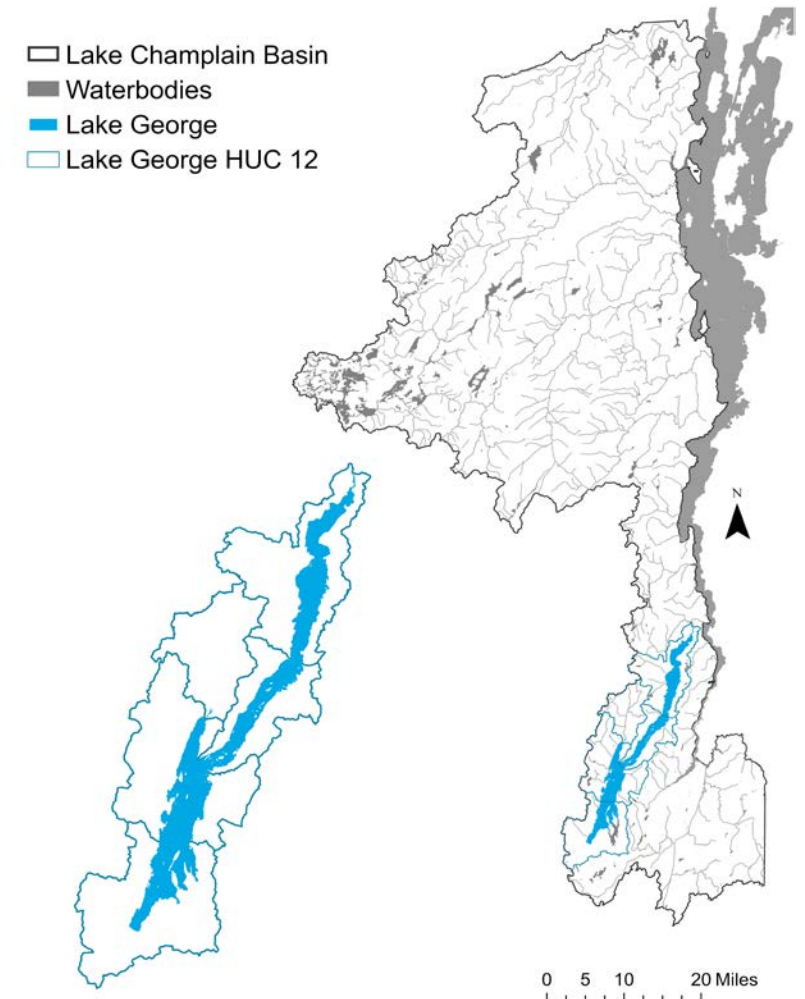 Lake Champlain Basin
Waterbodies
Lake George
Lake George HUC 12
N
0 5 10 20 Miles